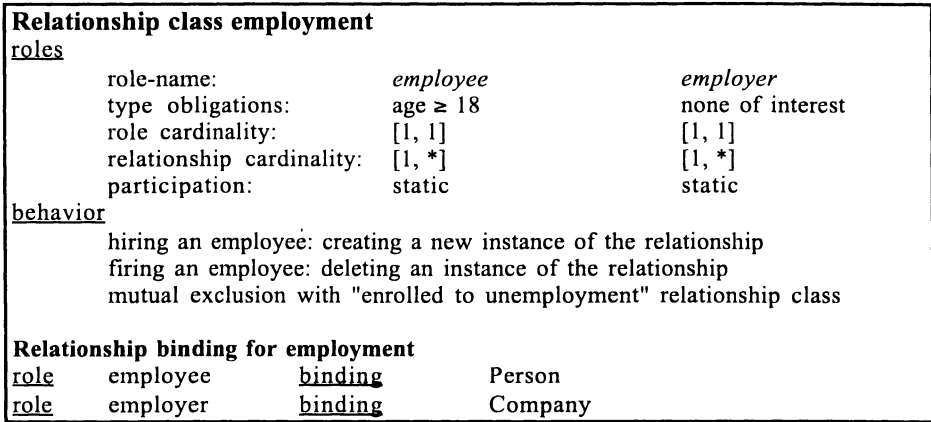 Relationship class employment
roles
role-name: employee employer
type obligations: age ≥ 18 none of interest
role cardinality: [1, 1] [1, 1]
relationship cardinality: [1, *] [1, *]
participation: static static
behavior
hiring an employee: creating a new instance of the relationship
firing an employee: deleting an instance of the relationship
mutual exclusion with "enrolled to unemployment" relationship class
Relationship binding for employment
role employee binding Person
role employer binding Company